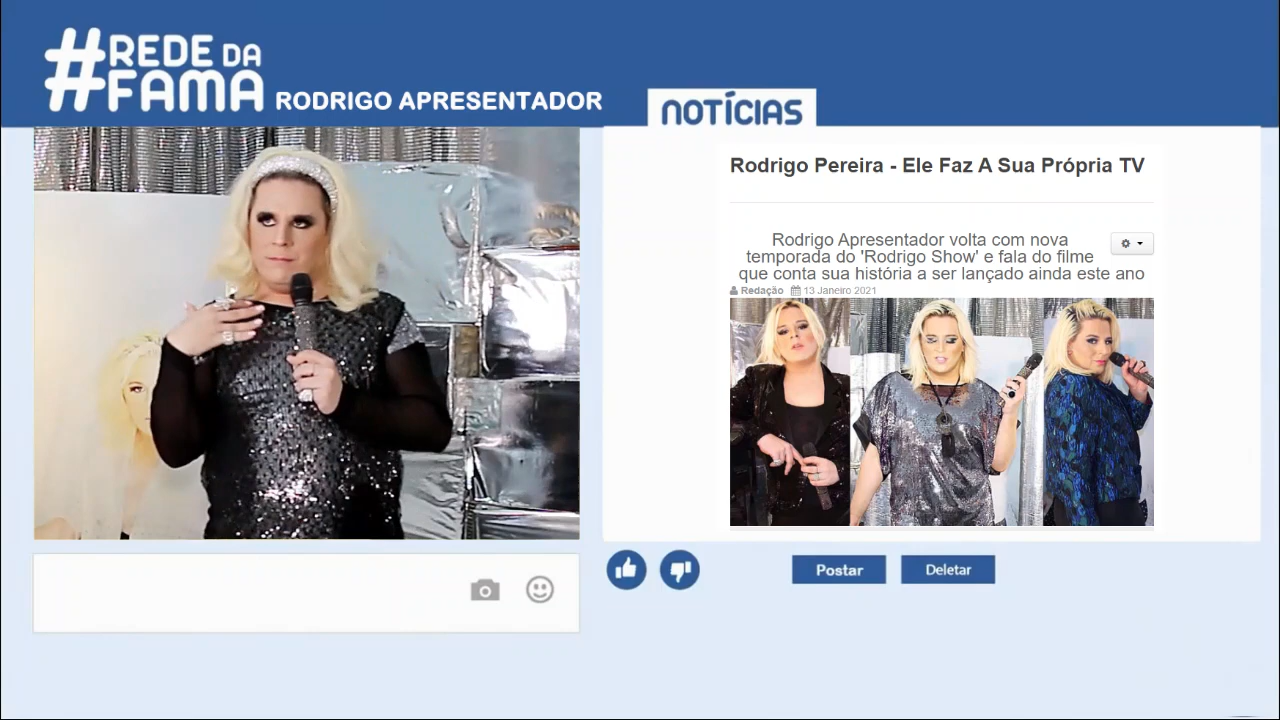 #REDE DA
FAMA
RODRIGO APRESENTADOR
NOTÍCIAS
Rodrigo Pereira - Ele Faz A Sua Própria TV
Rodrigo Apresentador volta com nova
temporada do 'Rodrigo Show' e fala do filme
que conta sua história a ser lançado ainda este ano
Redação 13 Janeiro 2021
Postar
Deletar